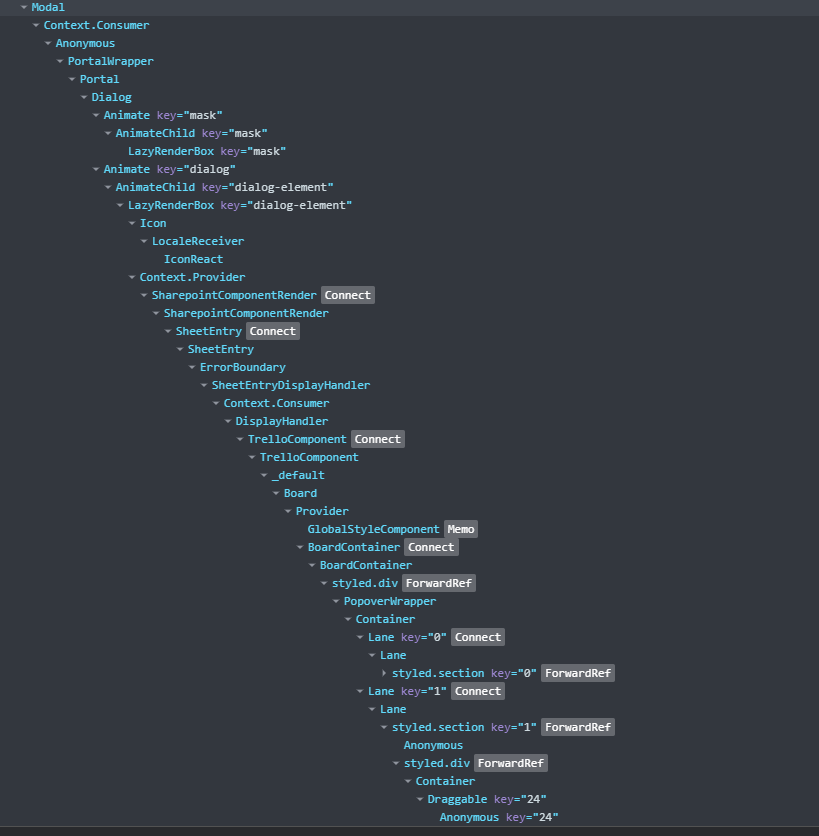 Modal
Context.Consumer
Anonymous
PortalWrapper
Portal
Dialog
Animate key="mask"
AnimateChild key="mask"
LazyRenderBox key="mask"
Animate key="dialog"
AnimateChild key="dialog-element"
LazyRenderBox key="dialog-element"
Icon
LocaleReceiver
IconReact
Context.Provider
SharepointComponentRender Connect
SharepointComponentRender
SheetEntry Connect
SheetEntry
ErrorBoundary
SheetEntryDisplayHandler
Context.Consumer
DisplayHandler
TrelloComponent Connect
TrelloComponent
_default
Board
Provider
GlobalStyleComponent Memo
BoardContainer Connect
BoardContainer
styled.div ForwardRef
PopoverWrapper
Container
Lane key="0" Connect
Lane
styled.section key="0" ForwardRef
Lane key="1" Connect
Lane
styled.section key="1" ForwardRef
Anonymous
styled.div ForwardRef
Container
Draggable key="24"
Anonymous key="24"